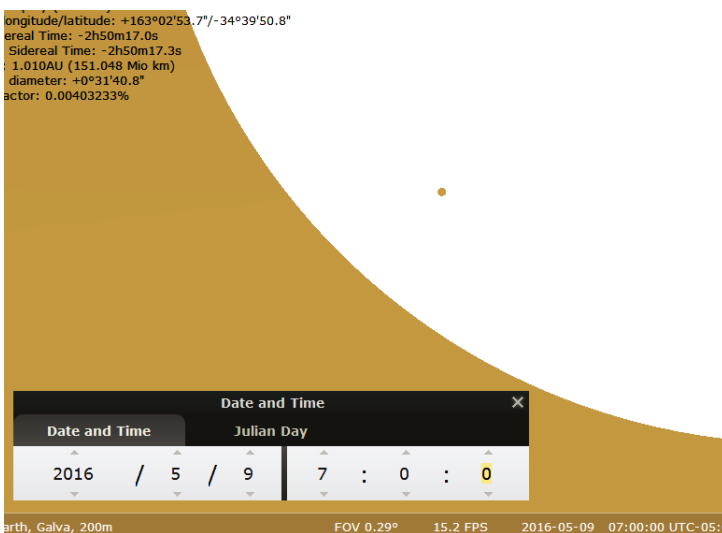 longitude/latitude: +163°02'53.7"/-34°39'50.8"
ereal Time: -2h50m17.0s
Sidereal Time: -2h50m17.3s
: 1.010AU (151.048 Mio km)
diameter: +0°31'40.8"
actor: 0.00403233%
Date and Time ×
Date and Time Julian Day
2016 / 5 / 9 7 : 0 : 0
arth, Galva, 200m FOV 0.29° 15.2 FPS 2016-05-09 07:00:00 UTC-05: